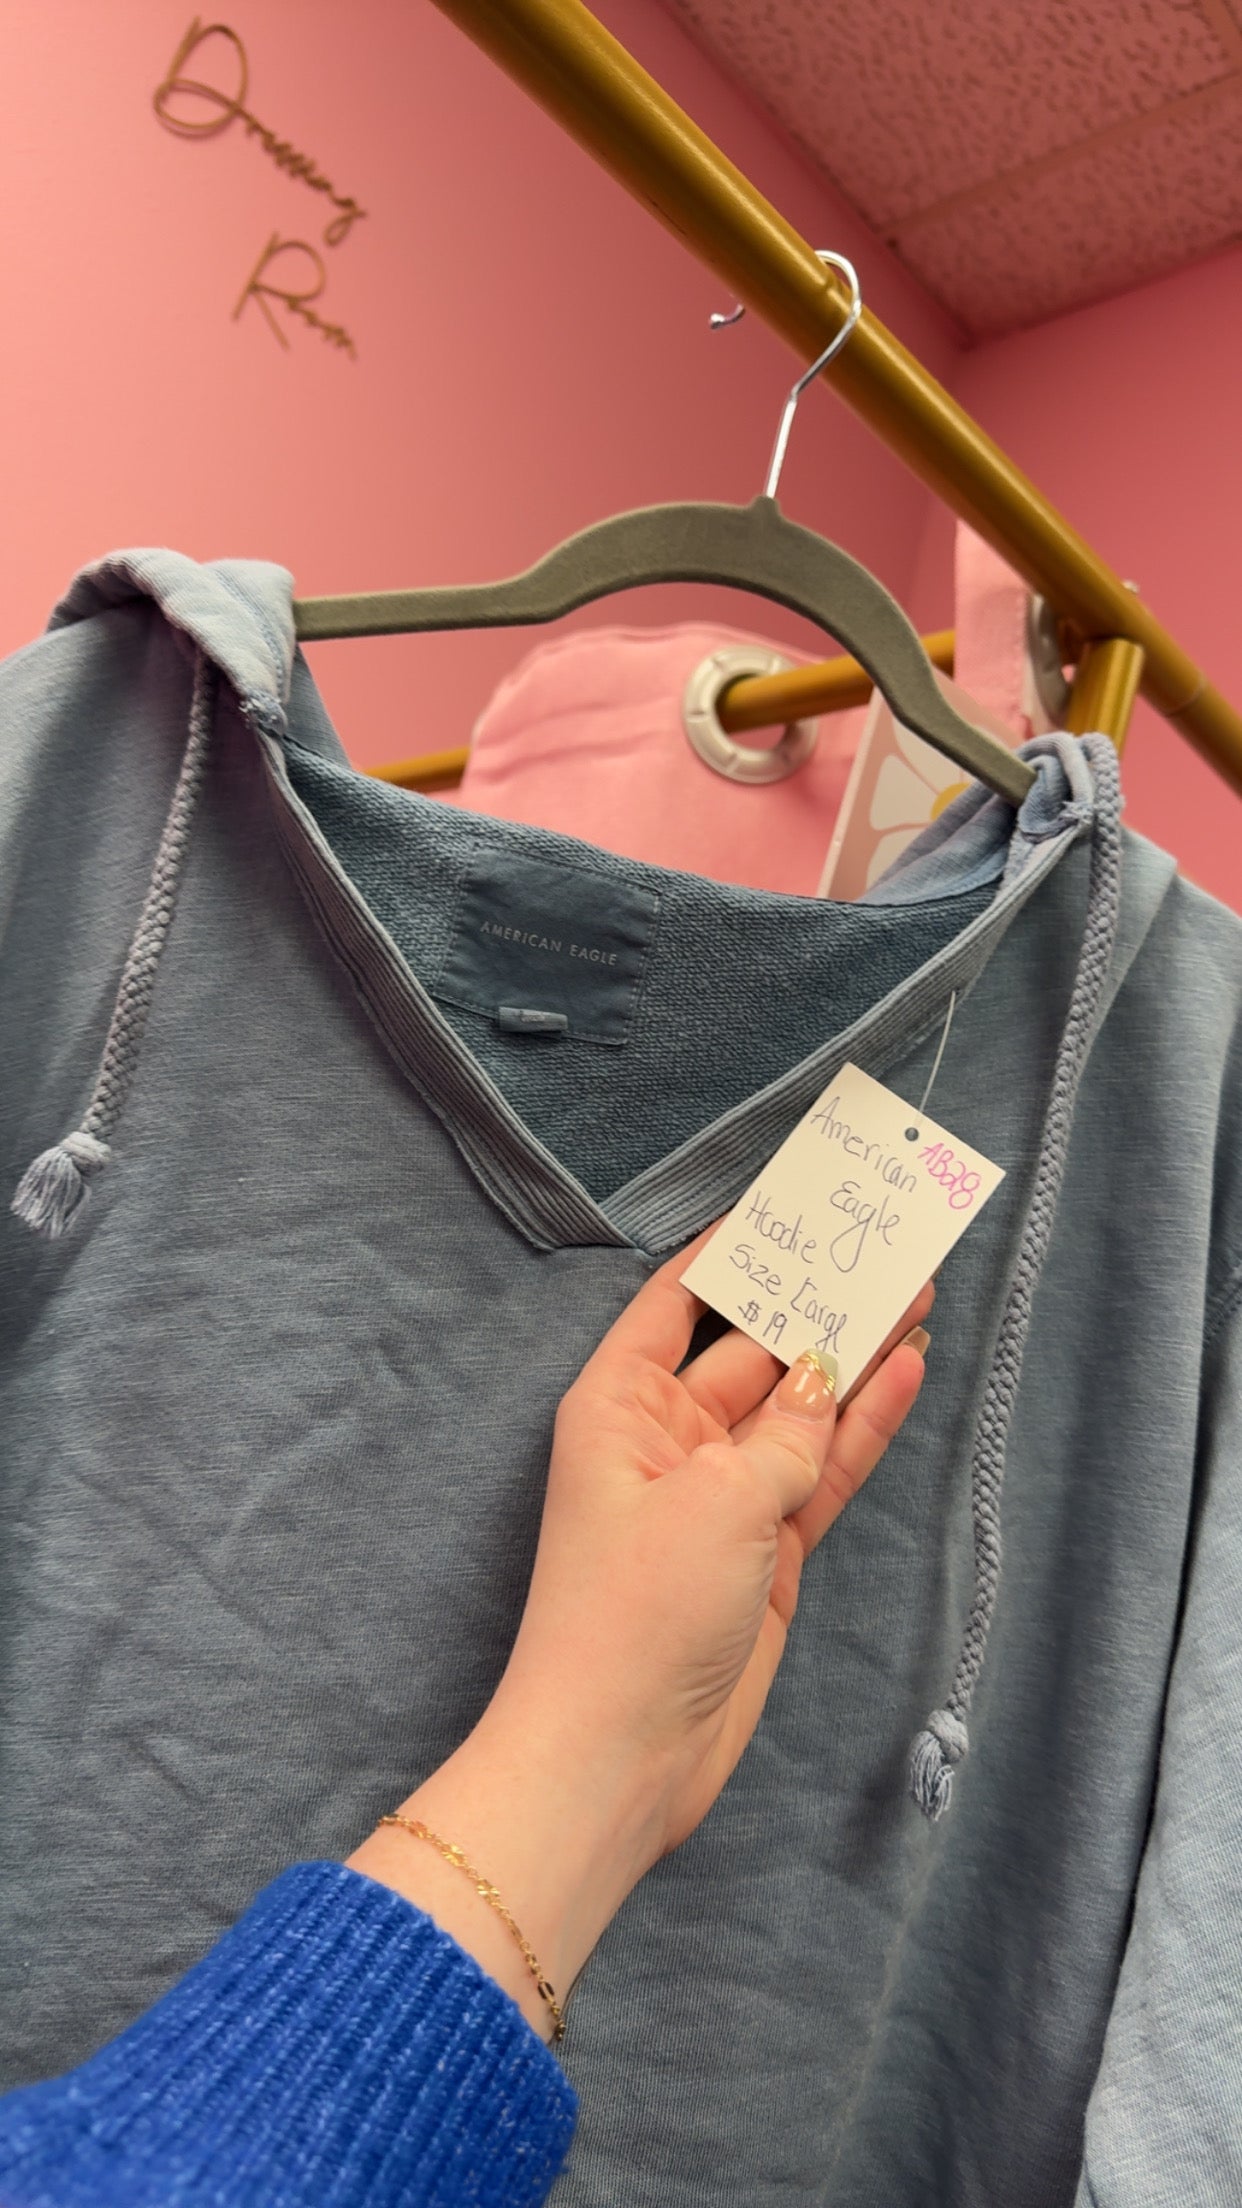 Dressing
Room
AMERICAN EAGLE
American
AB28
Eagle
Hoodie
Size Large
$19